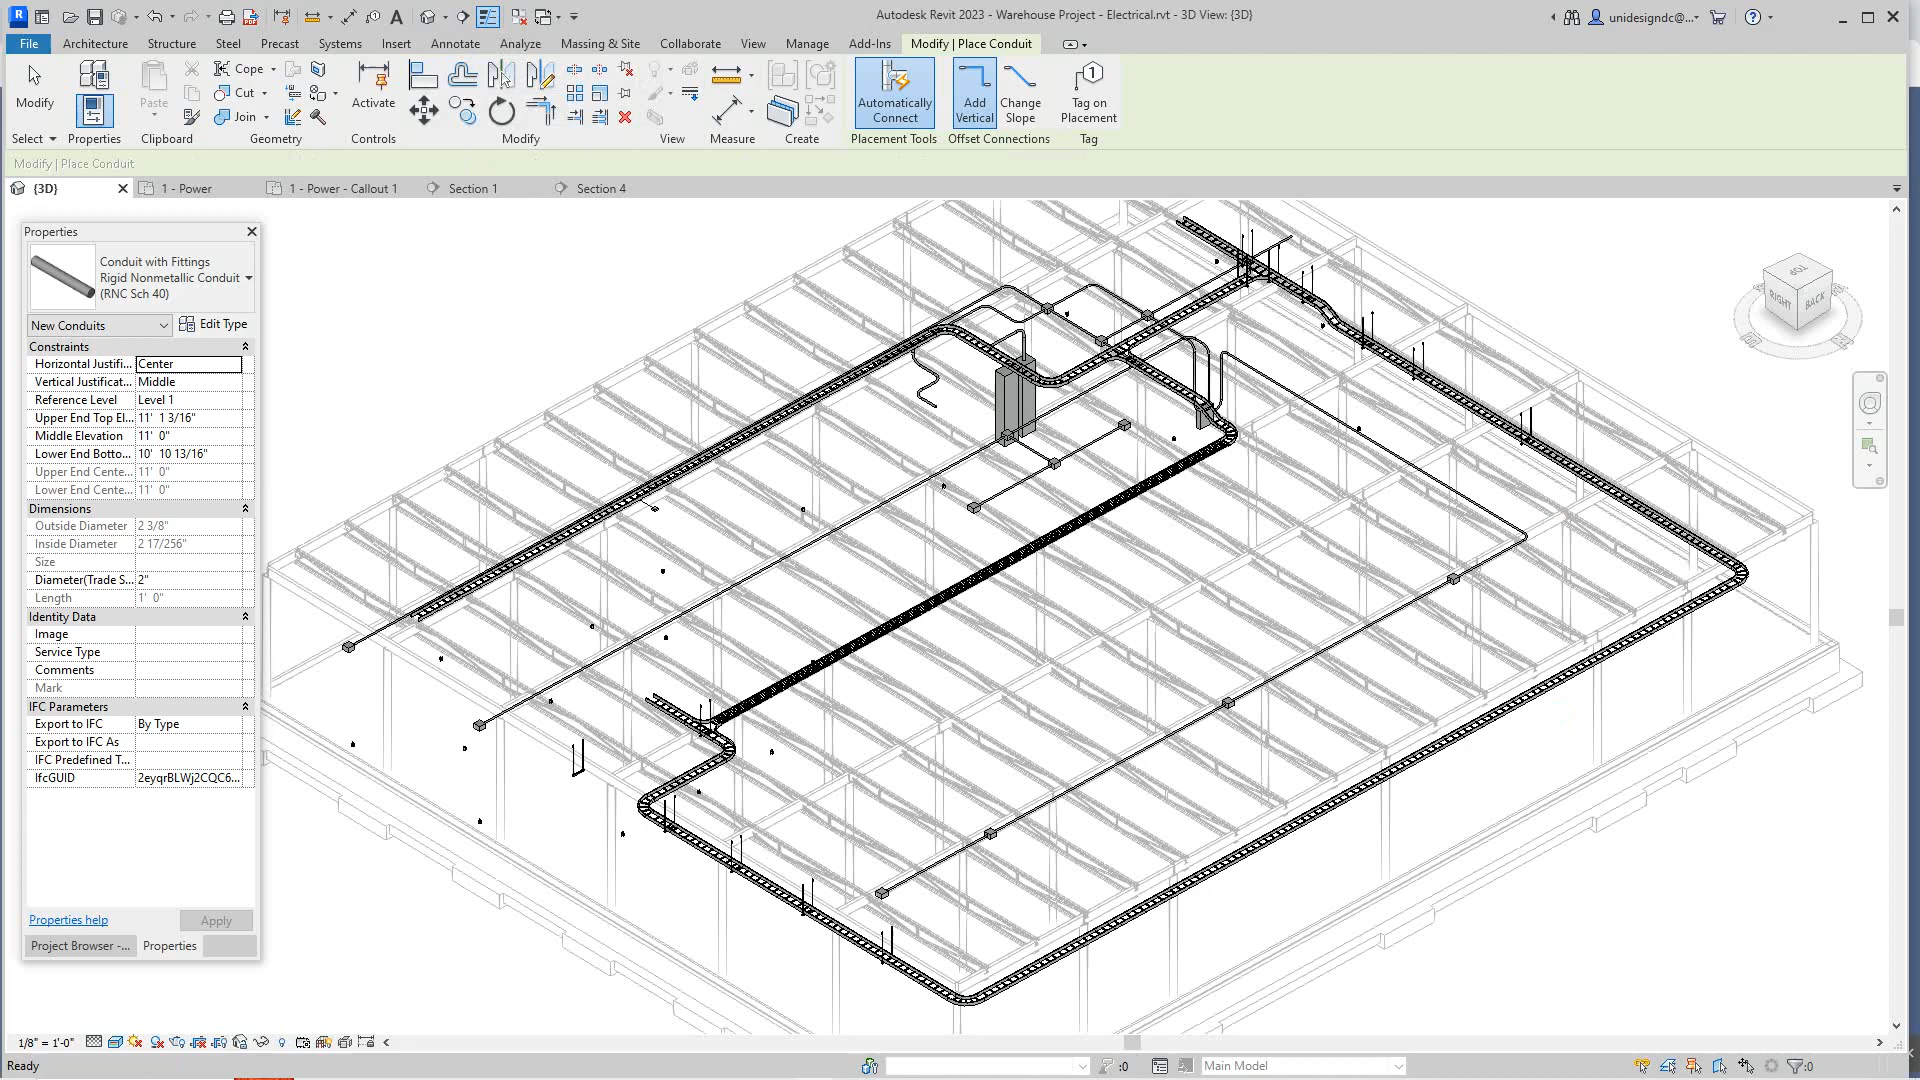 Autodesk Revit 2023 - Warehouse Project - Electrical.rvt - 3D View: {3D}
unidesigndc@...
File Architecture Structure Steel Precast Systems Insert Annotate Analyze Massing & Site Collaborate View Manage Add-Ins Modify | Place Conduit
Modify
Select
Properties
Paste
Clipboard
Cope
Cut
Join
Geometry
Activate
Controls
Modify
View
Measure
Create
Automatically
Connect
Placement Tools
Add
Vertical
Change
Slope
Offset Connections
1
Tag on
Placement
Tag
Modify | Place Conduit
{3D}
1 - Power
1 - Power - Callout 1
Section 1
Section 4
Properties
Conduit with Fittings
Rigid Nonmetallic Conduit
(RNC Sch 40)
New Conduits
Edit Type
Constraints
Horizontal Justifi... Center
Vertical Justificat... Middle
Reference Level Level 1
Upper End Top El... 11' 1 3/16"
Middle Elevation 11' 0"
Lower End Botto... 10' 10 13/16"
Upper End Cente... 11' 0"
Lower End Cente... 11' 0"
Dimensions
Outside Diameter 2 3/8"
Inside Diameter 2 17/256"
Size
Diameter(Trade S... 2"
Length 1' 0"
Identity Data
Image
Service Type
Comments
Mark
IFC Parameters
Export to IFC By Type
Export to IFC As
IFC Predefined T...
IfcGUID 2eyqrBLWj2CQC6...
Properties help
Apply
Project Browser -...
Properties
TOP
RIGHT
BACK
1/8" = 1'-0"
Ready
:0
Main Model
:0